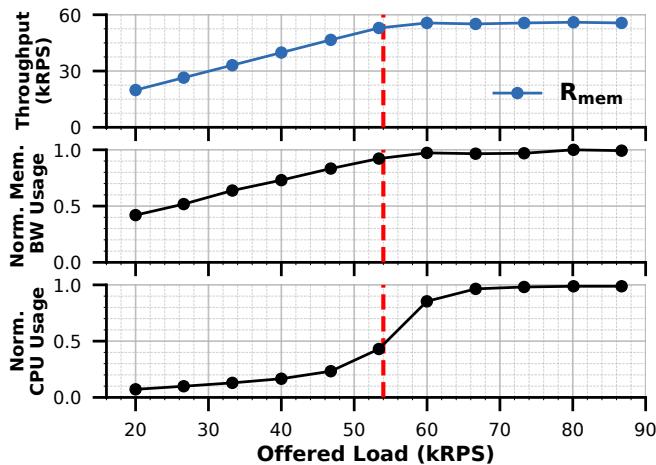 Throughput
(kRPS)
60
30
0
R_mem
Norm. Mem.
BW Usage
1.0
0.5
0.0
Norm.
CPU Usage
1.0
0.5
0.0
20 30 40 50 60 70 80 90
Offered Load (kRPS)